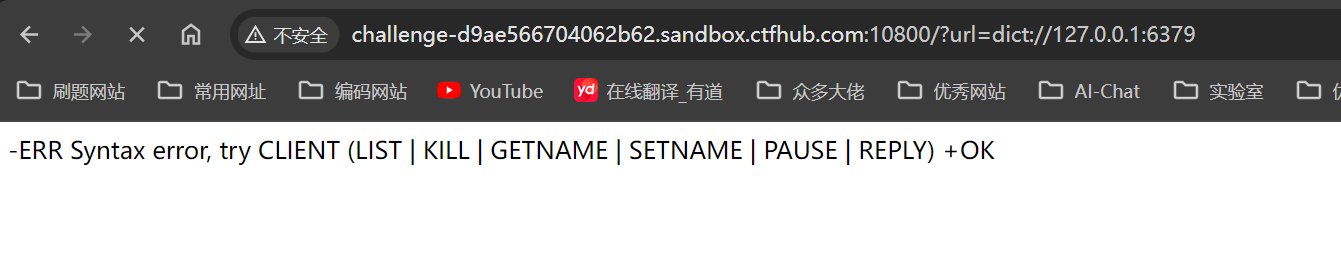 不安全 challenge-d9ae566704062b62.sandbox.ctfhub.com:10800/?url=dict://127.0.0.1:6379
刷题网站 常用网址 编码网站 YouTube yd 在线翻译_有道 众多大佬 优秀网站 AI-Chat 实验室
-ERR Syntax error, try CLIENT (LIST | KILL | GETNAME | SETNAME | PAUSE | REPLY) +OK